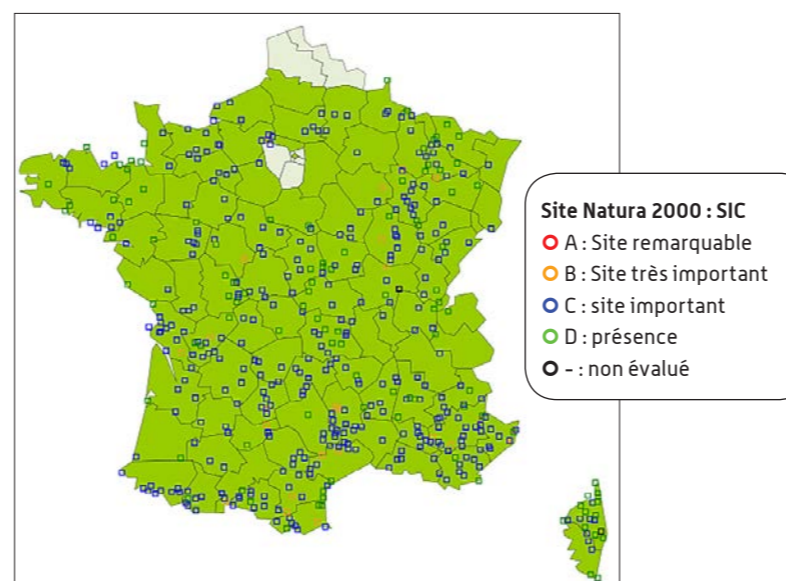 Site Natura 2000 : SIC
A : Site remarquable
B : Site très important
C : site important
D : présence
- : non évalué